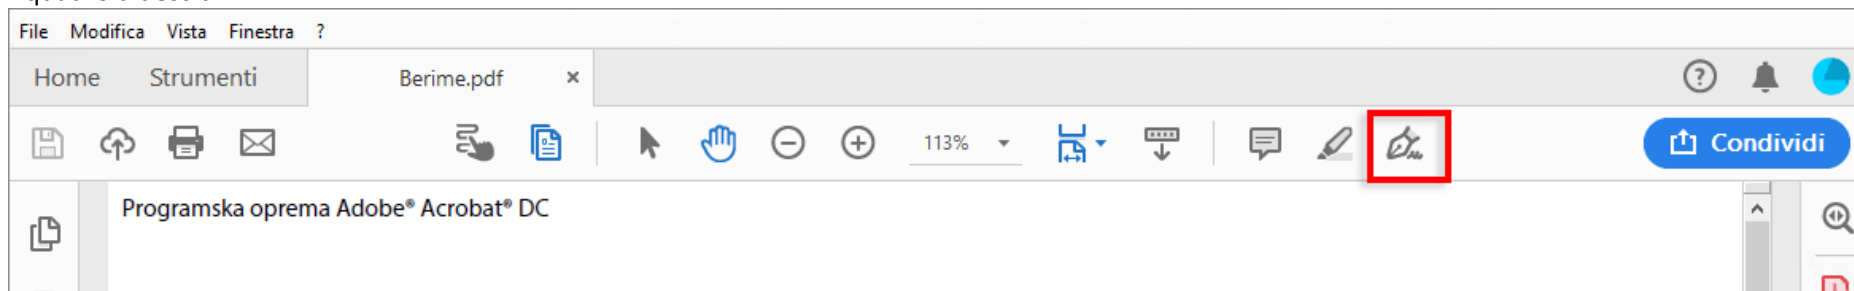 File Modifica Vista Finestra ?
Home Strumenti Berime.pdf ×
113% Condividi
Programska oprema Adobe® Acrobat® DC